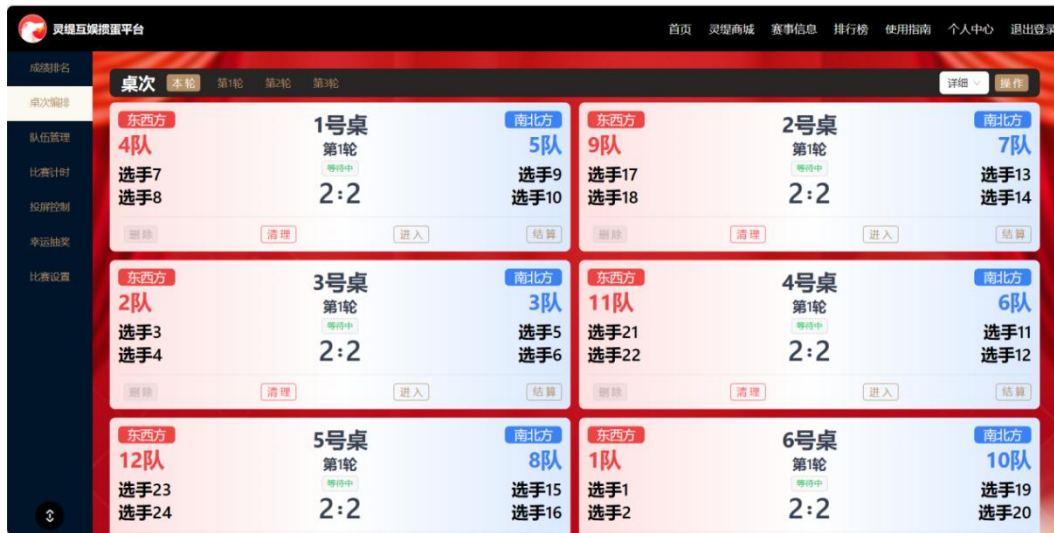 灵缇互娱掼蛋平台
首页 灵缇商城 赛事信息 排行榜 使用指南 个人中心 退出登录
成绩排名
桌次编排
队伍管理
比赛计时
投屏控制
幸运抽奖
比赛设置
桌次 本轮 第1轮 第2轮 第3轮 详细 操作
东西方 1号桌 南北方
4队 第1轮 5队
等待中
选手7 选手9
选手8 2:2 选手10
删除 清理 进入 结算
东西方 2号桌 南北方
9队 第1轮 7队
等待中
选手17 选手13
选手18 2:2 选手14
删除 清理 进入 结算
东西方 3号桌 南北方
2队 第1轮 3队
等待中
选手3 选手5
选手4 2:2 选手6
删除 清理 进入 结算
东西方 4号桌 南北方
11队 第1轮 6队
等待中
选手21 选手11
选手22 2:2 选手12
删除 清理 进入 结算
东西方 5号桌 南北方
12队 第1轮 8队
等待中
选手23 选手15
选手24 2:2 选手16
东西方 6号桌 南北方
1队 第1轮 10队
等待中
选手1 选手19
选手2 2:2 选手20